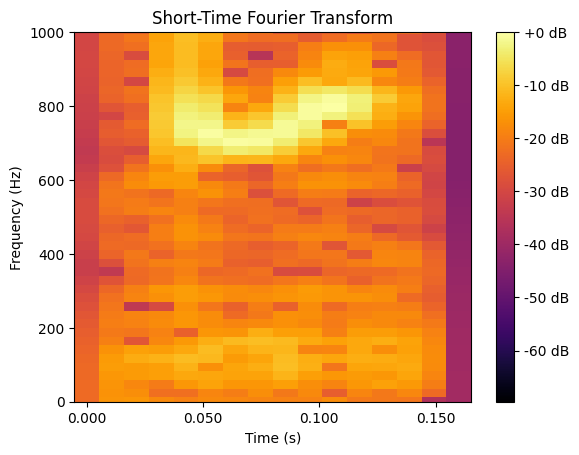 Short-Time Fourier Transform
1000
800
600
400
200
0
Frequency (Hz)
0.000
0.050
0.100
0.150
Time (s)
+0 dB
-10 dB
-20 dB
-30 dB
-40 dB
-50 dB
-60 dB